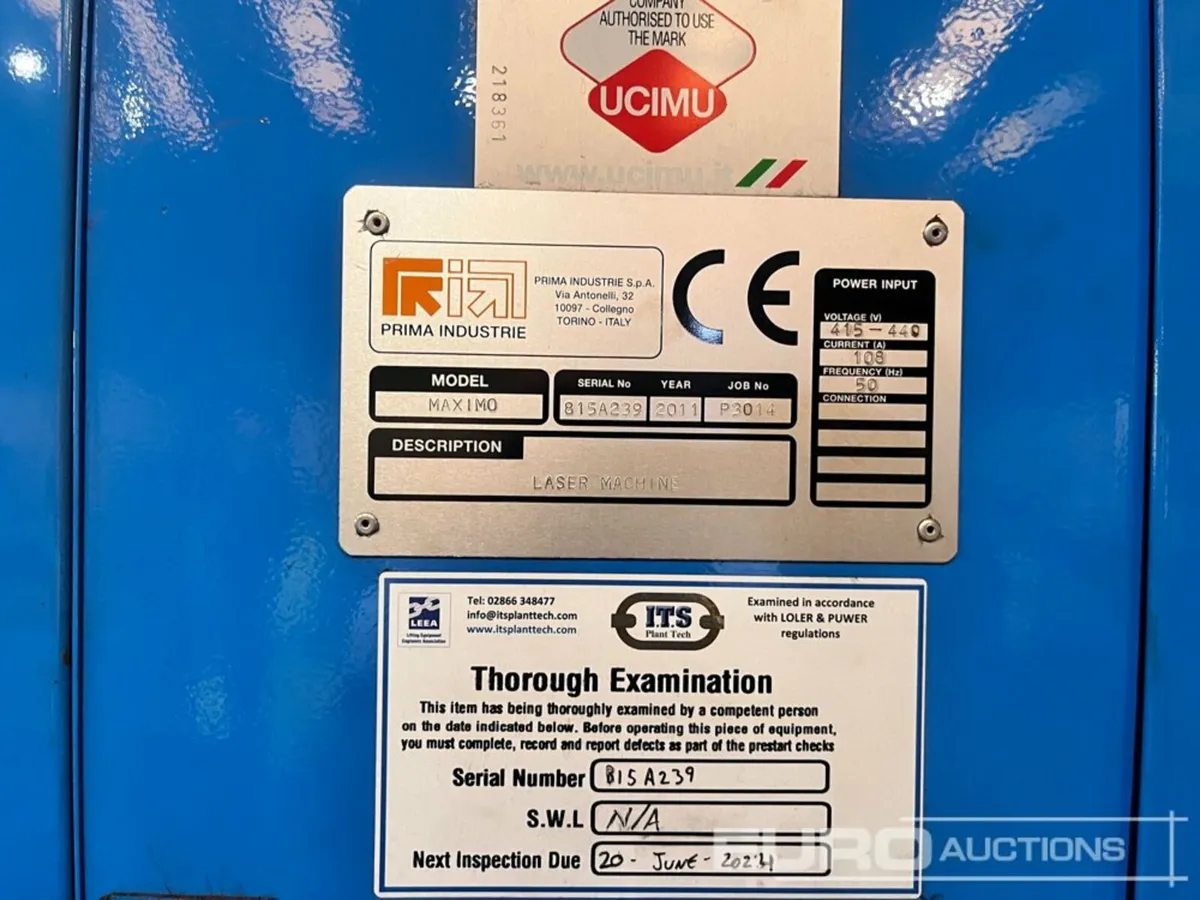 COMPANY
AUTHORISED TO USE
THE MARK
UCIMU
218361
www.ucimu.it
PRIMA INDUSTRIE
PRIMA INDUSTRIE S.p.A.
Via Antonelli, 32
10097 - Collegno
TORINO - ITALY
CE
MODEL
MAXIMO
SERIAL No YEAR JOB No
815A239 2011 P3014
DESCRIPTION
LASER MACHINE
POWER INPUT
VOLTAGE (V)
415-440
CURRENT (A)
108
FREQUENCY (Hz)
50
CONNECTION
LEEA
Lifting Equipment
Engineers Association
Tel: 02866 348477
info@itsplanttech.com
www.itsplanttech.com
I.T.S
Plant Tech
Examined in accordance
with LOLER & PUWER
regulations
Thorough Examination
This item has being thoroughly examined by a competent person
on the date indicated below. Before operating this piece of equipment,
you must complete, record and report defects as part of the prestart checks
Serial Number 815A239
S.W.L N/A
Next Inspection Due 20-JUNE-2024
EURO AUCTIONS